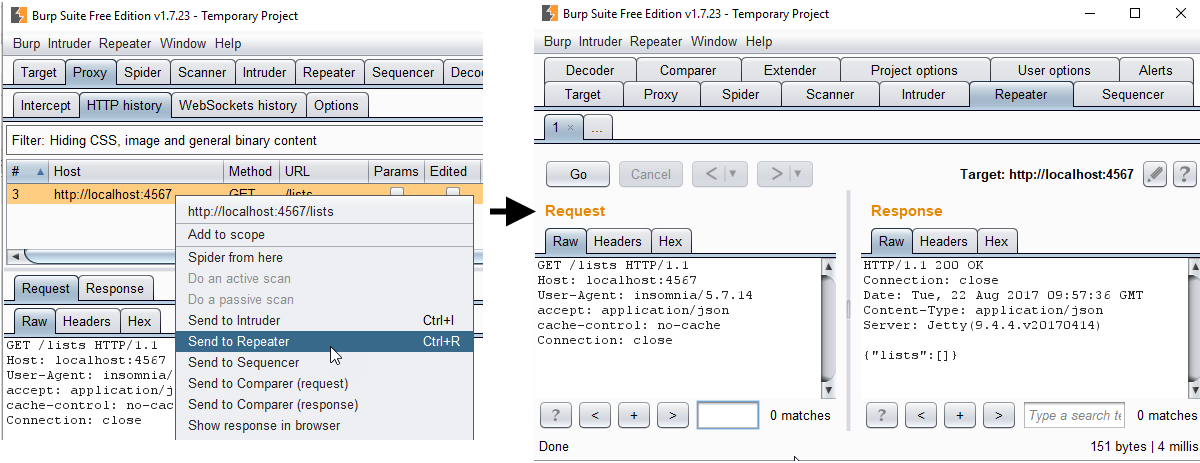 Burp Suite Free Edition v1.7.23 - Temporary Project
Burp Intruder Repeater Window Help
Target Proxy Spider Scanner Intruder Repeater Sequencer Deco
Intercept HTTP history WebSockets history Options
Filter: Hiding CSS, image and general binary content
# Host Method URL Params Edited
3 http://localhost:4567 GET /lists
http://localhost:4567/lists
Add to scope
Spider from here
Do an active scan
Do a passive scan
Send to Intruder Ctrl+I
Send to Repeater Ctrl+R
Send to Sequencer
Send to Comparer (request)
Send to Comparer (response)
Show response in browser
Request Response
Raw Headers Hex
GET /lists HTTP/1.1
Host: localhost:4567
User-Agent: insomnia/
accept: application/j
cache-control: no-cac
Connection: close
Burp Suite Free Edition v1.7.23 - Temporary Project
Burp Intruder Repeater Window Help
Decoder Comparer Extender Project options User options Alerts
Target Proxy Spider Scanner Intruder Repeater Sequencer
1 × ...
Go Cancel < | ▼ > | ▼ Target: http://localhost:4567 ?
Request
Raw Headers Hex
GET /lists HTTP/1.1
Host: localhost:4567
User-Agent: insomnia/5.7.14
accept: application/json
cache-control: no-cache
Connection: close
? < + > 0 matches
Response
Raw Headers Hex
HTTP/1.1 200 OK
Connection: close
Date: Tue, 22 Aug 2017 09:57:36 GMT
Content-Type: application/json
Server: Jetty(9.4.4.v20170414)
{"lists":[]}
? < + > Type a search te 0 matches
Done 151 bytes | 4 millis